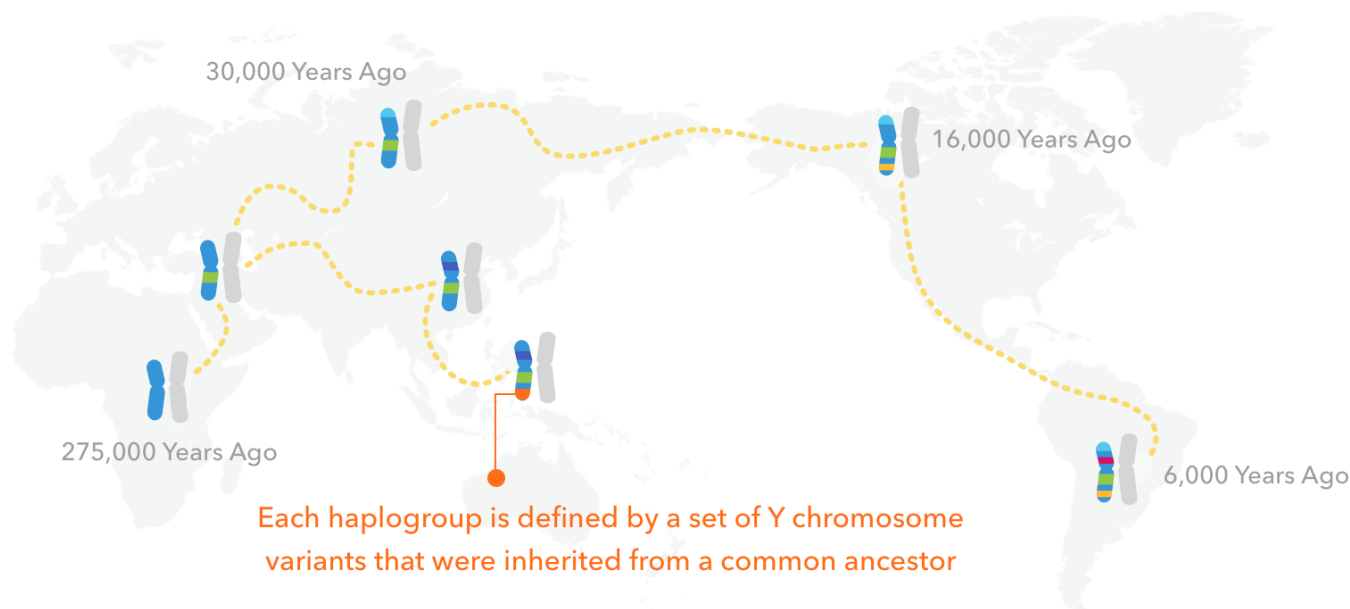 30,000 Years Ago
16,000 Years Ago
275,000 Years Ago
6,000 Years Ago
Each haplogroup is defined by a set of Y chromosome
variants that were inherited from a common ancestor